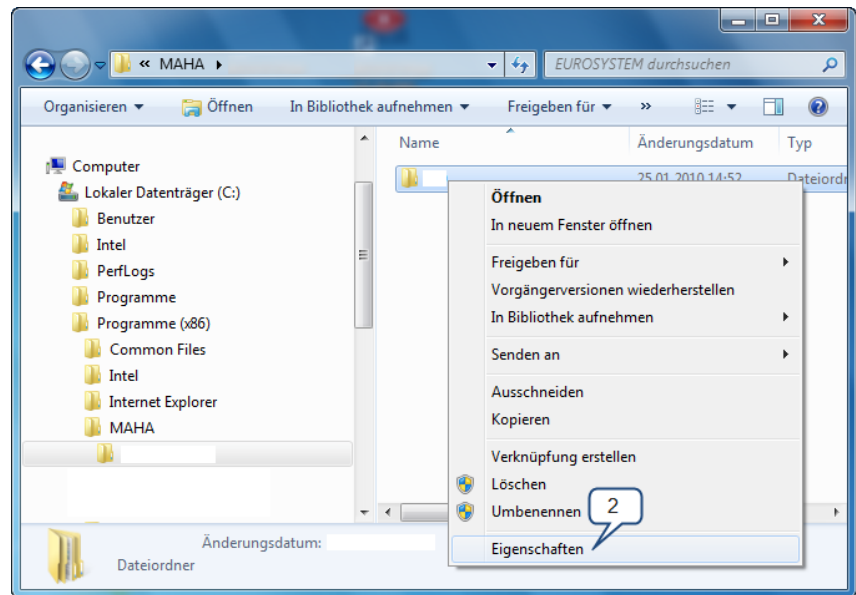 « MAHA
EUROSYSTEM durchsuchen
Organisieren Öffnen In Bibliothek aufnehmen Freigeben für »
Name Änderungsdatum Typ
Computer
Lokaler Datenträger (C:)
Benutzer
Intel
PerfLogs
Programme
Programme (x86)
Common Files
Intel
Internet Explorer
MAHA
25.01.2010 14:52 Dateiordr
Öffnen
In neuem Fenster öffnen
Freigeben für
Vorgängerversionen wiederherstellen
In Bibliothek aufnehmen
Senden an
Ausschneiden
Kopieren
Verknüpfung erstellen
Löschen
Umbenennen
2
Eigenschaften
Änderungsdatum:
Dateiordner